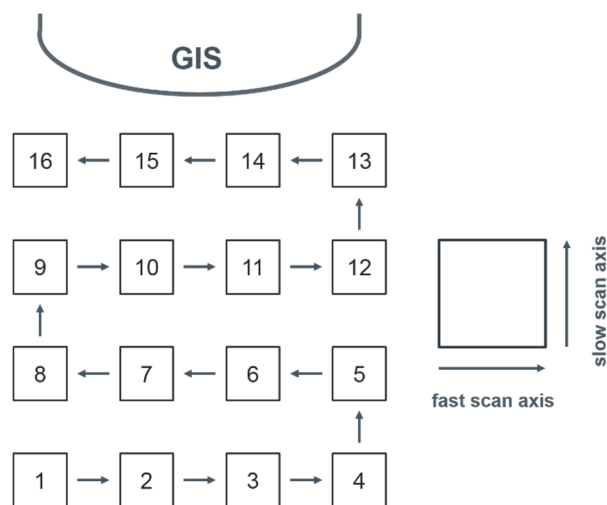 GIS
16 15 14 13
9 10 11 12
slow scan axis
8 7 6 5
fast scan axis
1 2 3 4